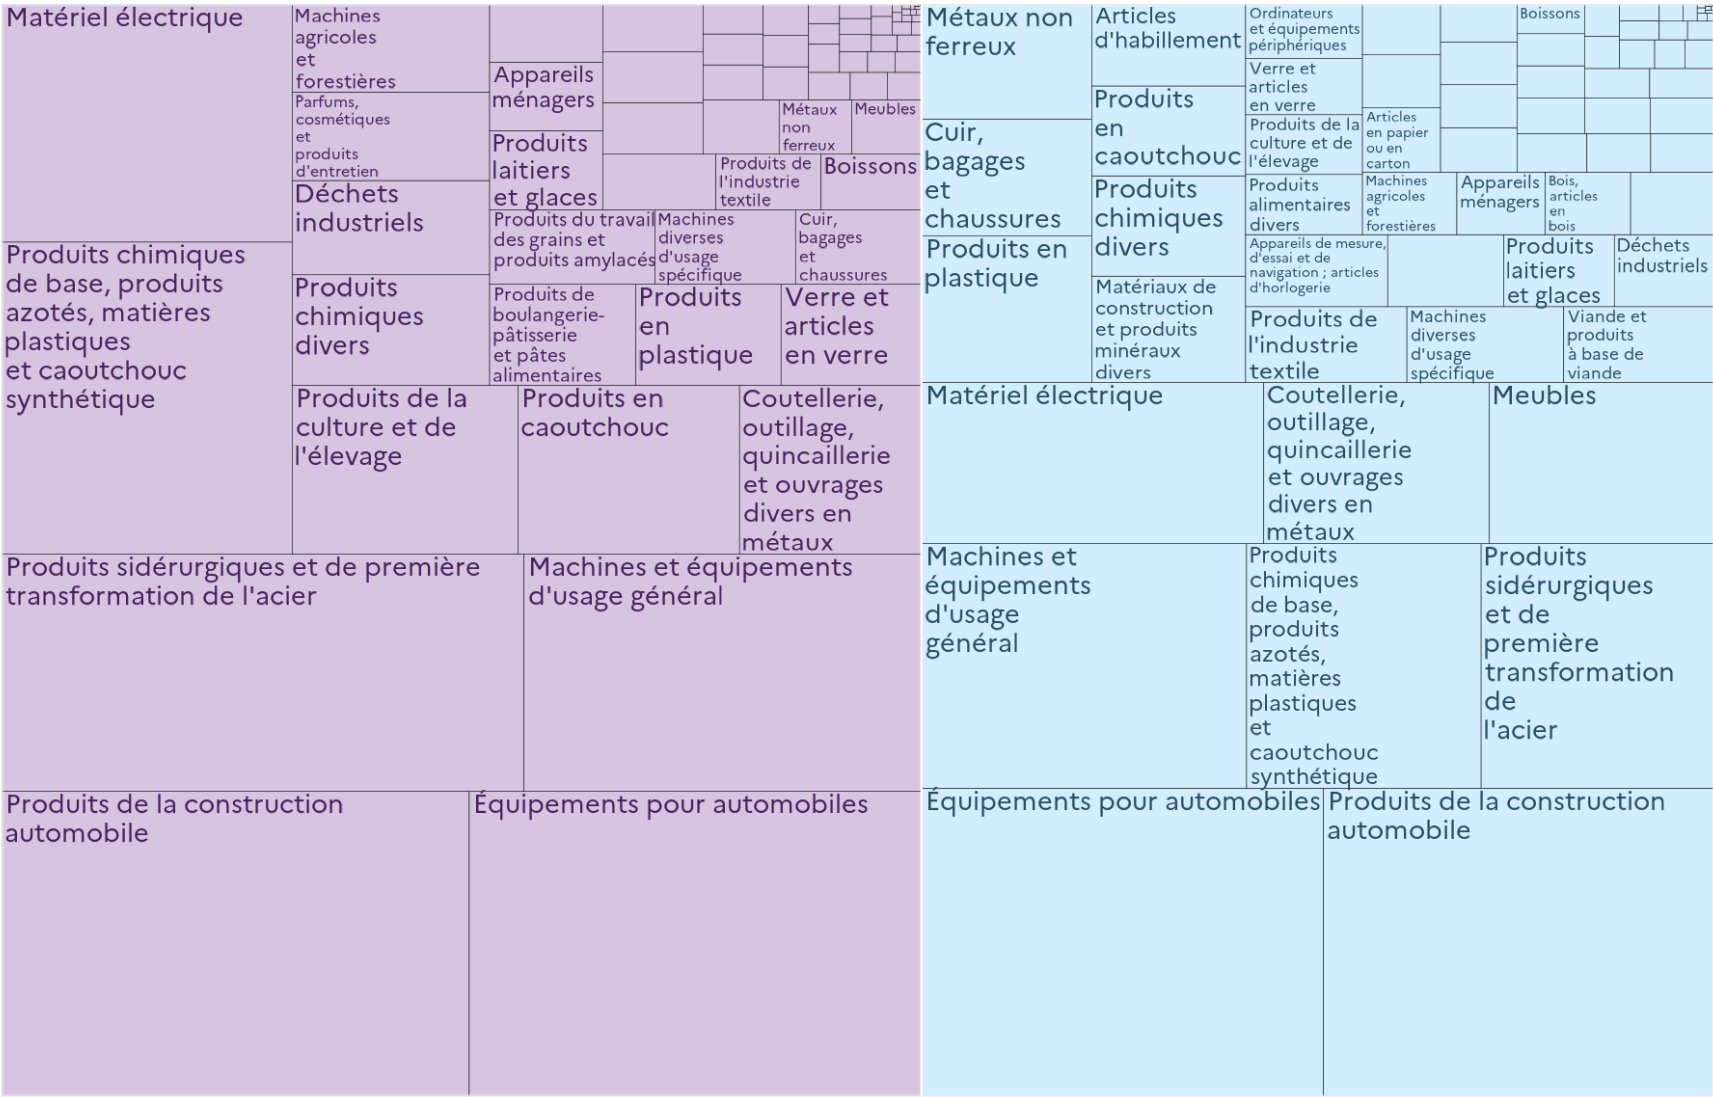 Matériel électrique
Produits chimiques
de base, produits
azotés, matières
plastiques
et caoutchouc
synthétique
Machines
agricoles
et
forestières
Parfums,
cosmétiques
et
produits
d'entretien
Déchets
industriels
Produits
chimiques
divers
Appareils
ménagers
Produits
laitiers
et glaces
Métaux
non
ferreux
Meubles
Produits de
l'industrie
textile
Boissons
Produits du travail
des grains et
produits amylacés
Machines
diverses
d'usage
spécifique
Cuir,
bagages
et
chaussures
Produits de
boulangerie-
pâtisserie
et pâtes
alimentaires
Produits
en
plastique
Verre et
articles
en verre
Produits de la
culture et de
l'élevage
Produits en
caoutchouc
Coutellerie,
outillage,
quincaillerie
et ouvrages
divers en
métaux
Produits sidérurgiques et de première
transformation de l'acier
Machines et équipements
d'usage général
Produits de la construction
automobile
Équipements pour automobiles
Métaux non
ferreux
Cuir,
bagages
et
chaussures
Produits en
plastique
Articles
d'habillement
Produits
en
caoutchouc
Produits
chimiques
divers
Matériaux de
construction
et produits
minéraux
divers
Ordinateurs
et équipements
périphériques
Verre et
articles
en verre
Produits de la
culture et de
l'élevage
Produits
alimentaires
divers
Boissons
Articles
en papier
ou en
carton
Machines
agricoles
et
forestières
Appareils
ménagers
Bois,
articles
en
bois
Appareils de mesure,
d'essai et de
navigation ; articles
d'horlogerie
Produits
laitiers
et glaces
Déchets
industriels
Produits de
l'industrie
textile
Machines
diverses
d'usage
spécifique
Viande et
produits
à base de
viande
Matériel électrique
Coutellerie,
outillage,
quincaillerie
et ouvrages
divers en
métaux
Meubles
Machines et
équipements
d'usage
général
Produits
chimiques
de base,
produits
azotés,
matières
plastiques
et
caoutchouc
synthétique
Produits
sidérurgiques
et de
première
transformation
de
l'acier
Équipements pour automobiles
Produits de la construction
automobile